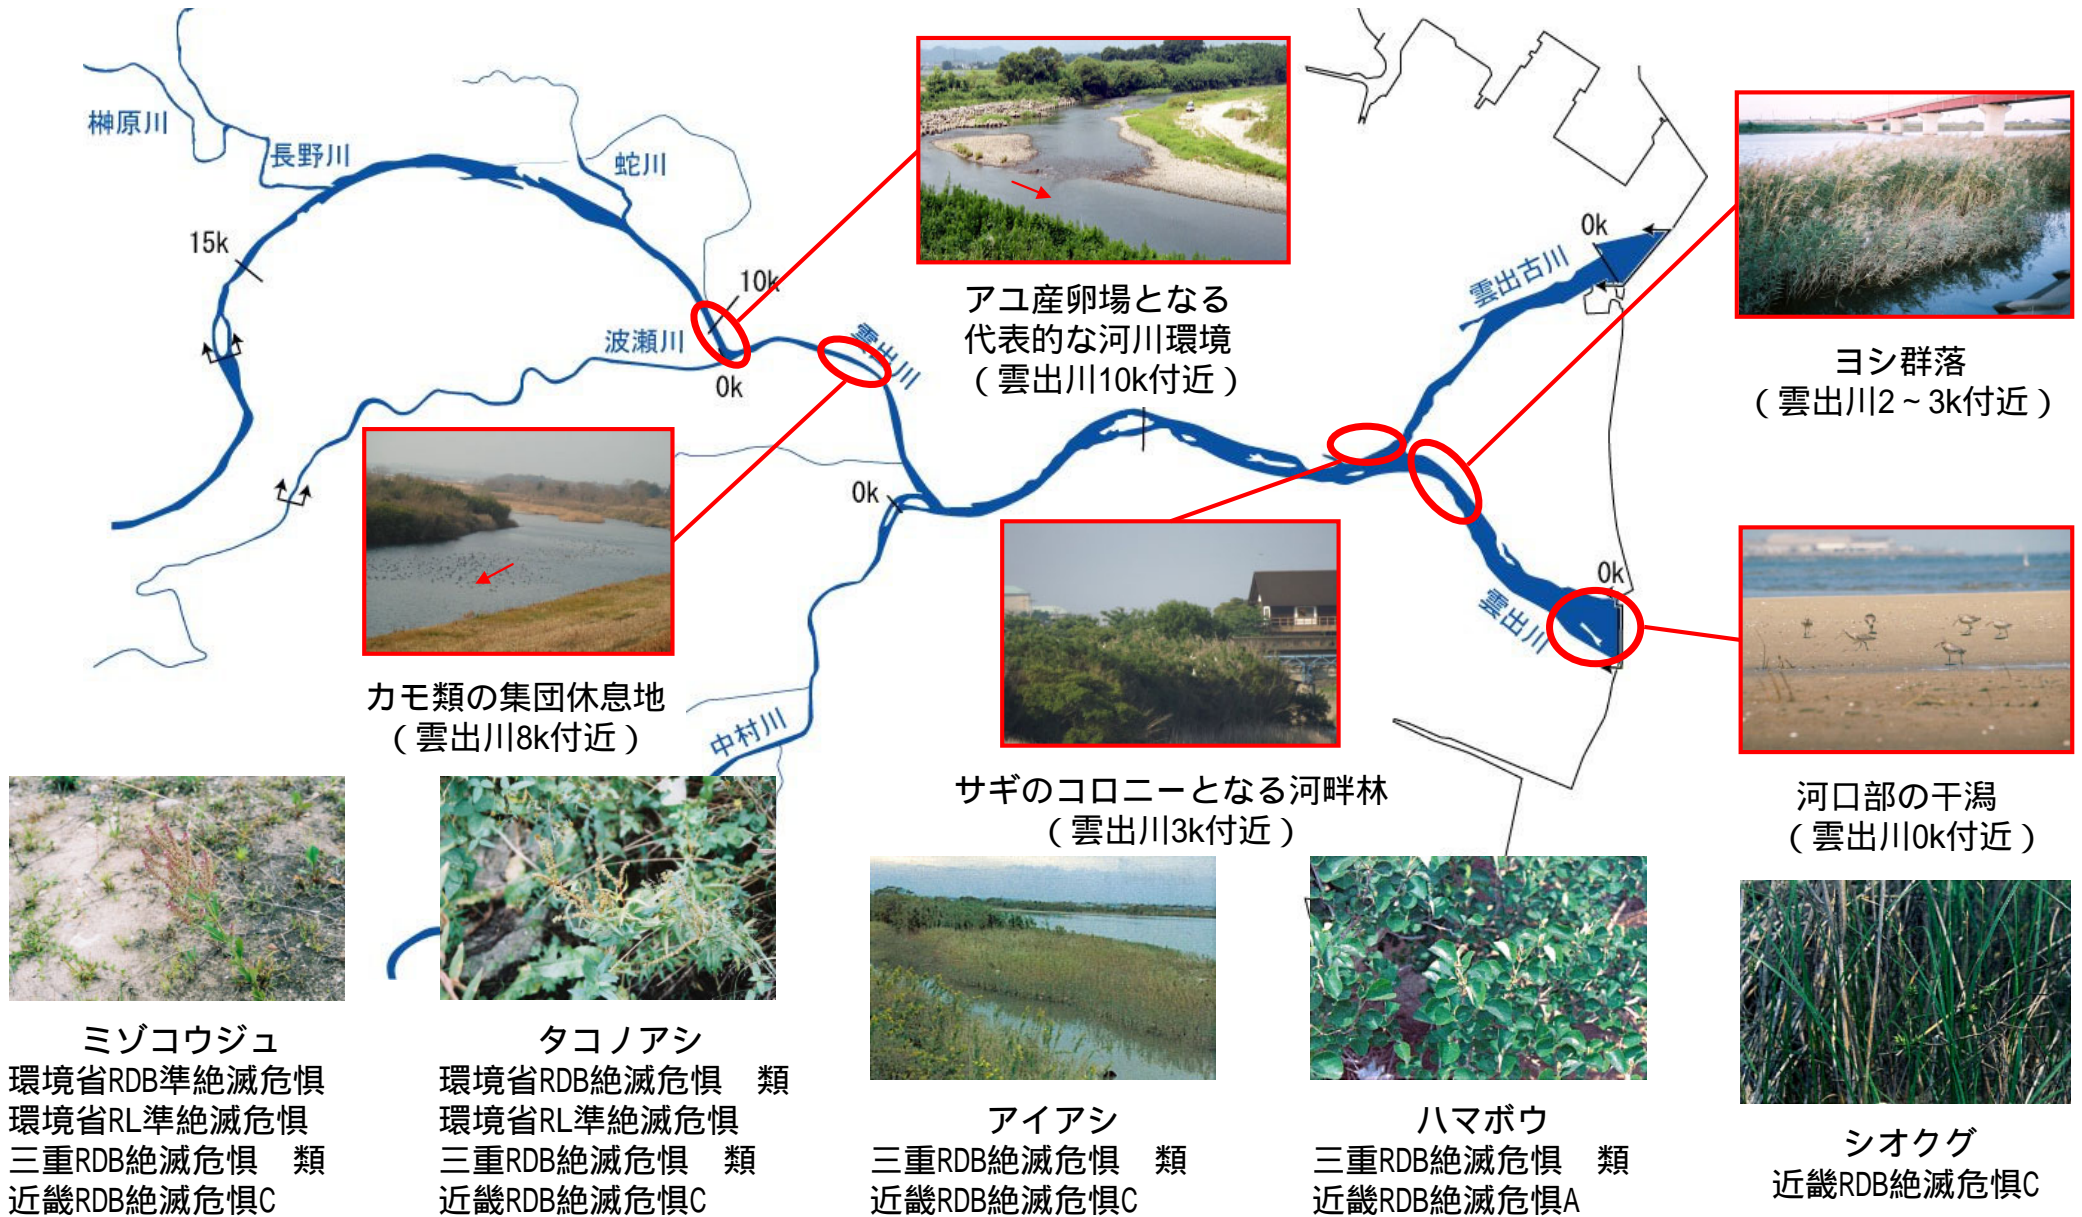 榊原川
長野川
蛇川
15k
10k
波瀬川
0k
雲出川
アユ産卵場となる
代表的な河川環境
（雲出川10k付近）
0k
雲出古川
ヨシ群落
（雲出川2～3k付近）
0k
0k
雲出川
カモ類の集団休息地
（雲出川8k付近）
中村川
サギのコロニーとなる河畔林
（雲出川3k付近）
河口部の干潟
（雲出川0k付近）
ミゾコウジュ
環境省RDB準絶滅危惧
環境省RL準絶滅危惧
三重RDB絶滅危惧　類
近畿RDB絶滅危惧C
タコノアシ
環境省RDB絶滅危惧　類
環境省RL準絶滅危惧
三重RDB絶滅危惧　類
近畿RDB絶滅危惧C
アイアシ
三重RDB絶滅危惧　類
近畿RDB絶滅危惧C
ハマボウ
三重RDB絶滅危惧　類
近畿RDB絶滅危惧A
シオクグ
近畿RDB絶滅危惧C